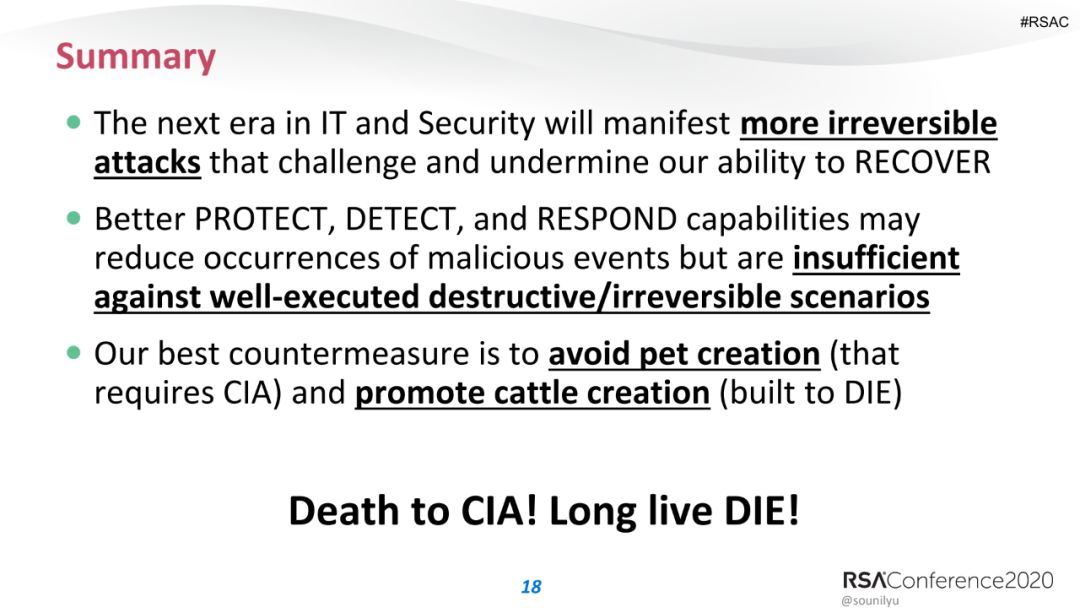 #RSAC
Summary
• The next era in IT and Security will manifest more irreversible
attacks that challenge and undermine our ability to RECOVER
• Better PROTECT, DETECT, and RESPOND capabilities may
reduce occurrences of malicious events but are insufficient
against well-executed destructive/irreversible scenarios
• Our best countermeasure is to avoid pet creation (that
requires CIA) and promote cattle creation (built to DIE)
Death to CIA! Long live DIE!
18
RSAConference2020
@sounilyu